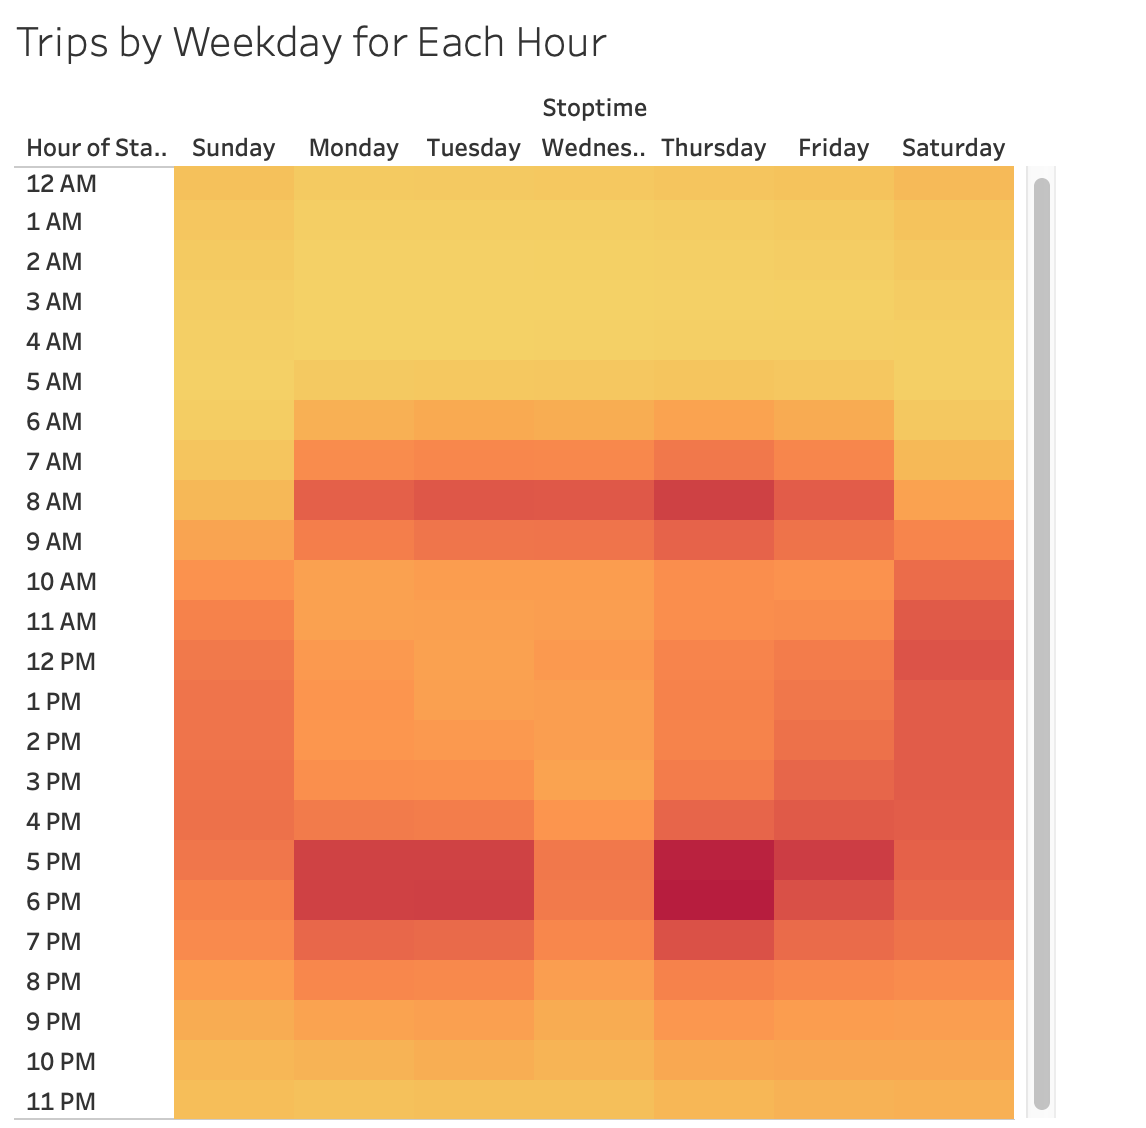 Trips by Weekday for Each Hour
Stoptime
Hour of Sta.. Sunday Monday Tuesday Wednes.. Thursday Friday Saturday
12 AM
1 AM
2 AM
3 AM
4 AM
5 AM
6 AM
7 AM
8 AM
9 AM
10 AM
11 AM
12 PM
1 PM
2 PM
3 PM
4 PM
5 PM
6 PM
7 PM
8 PM
9 PM
10 PM
11 PM